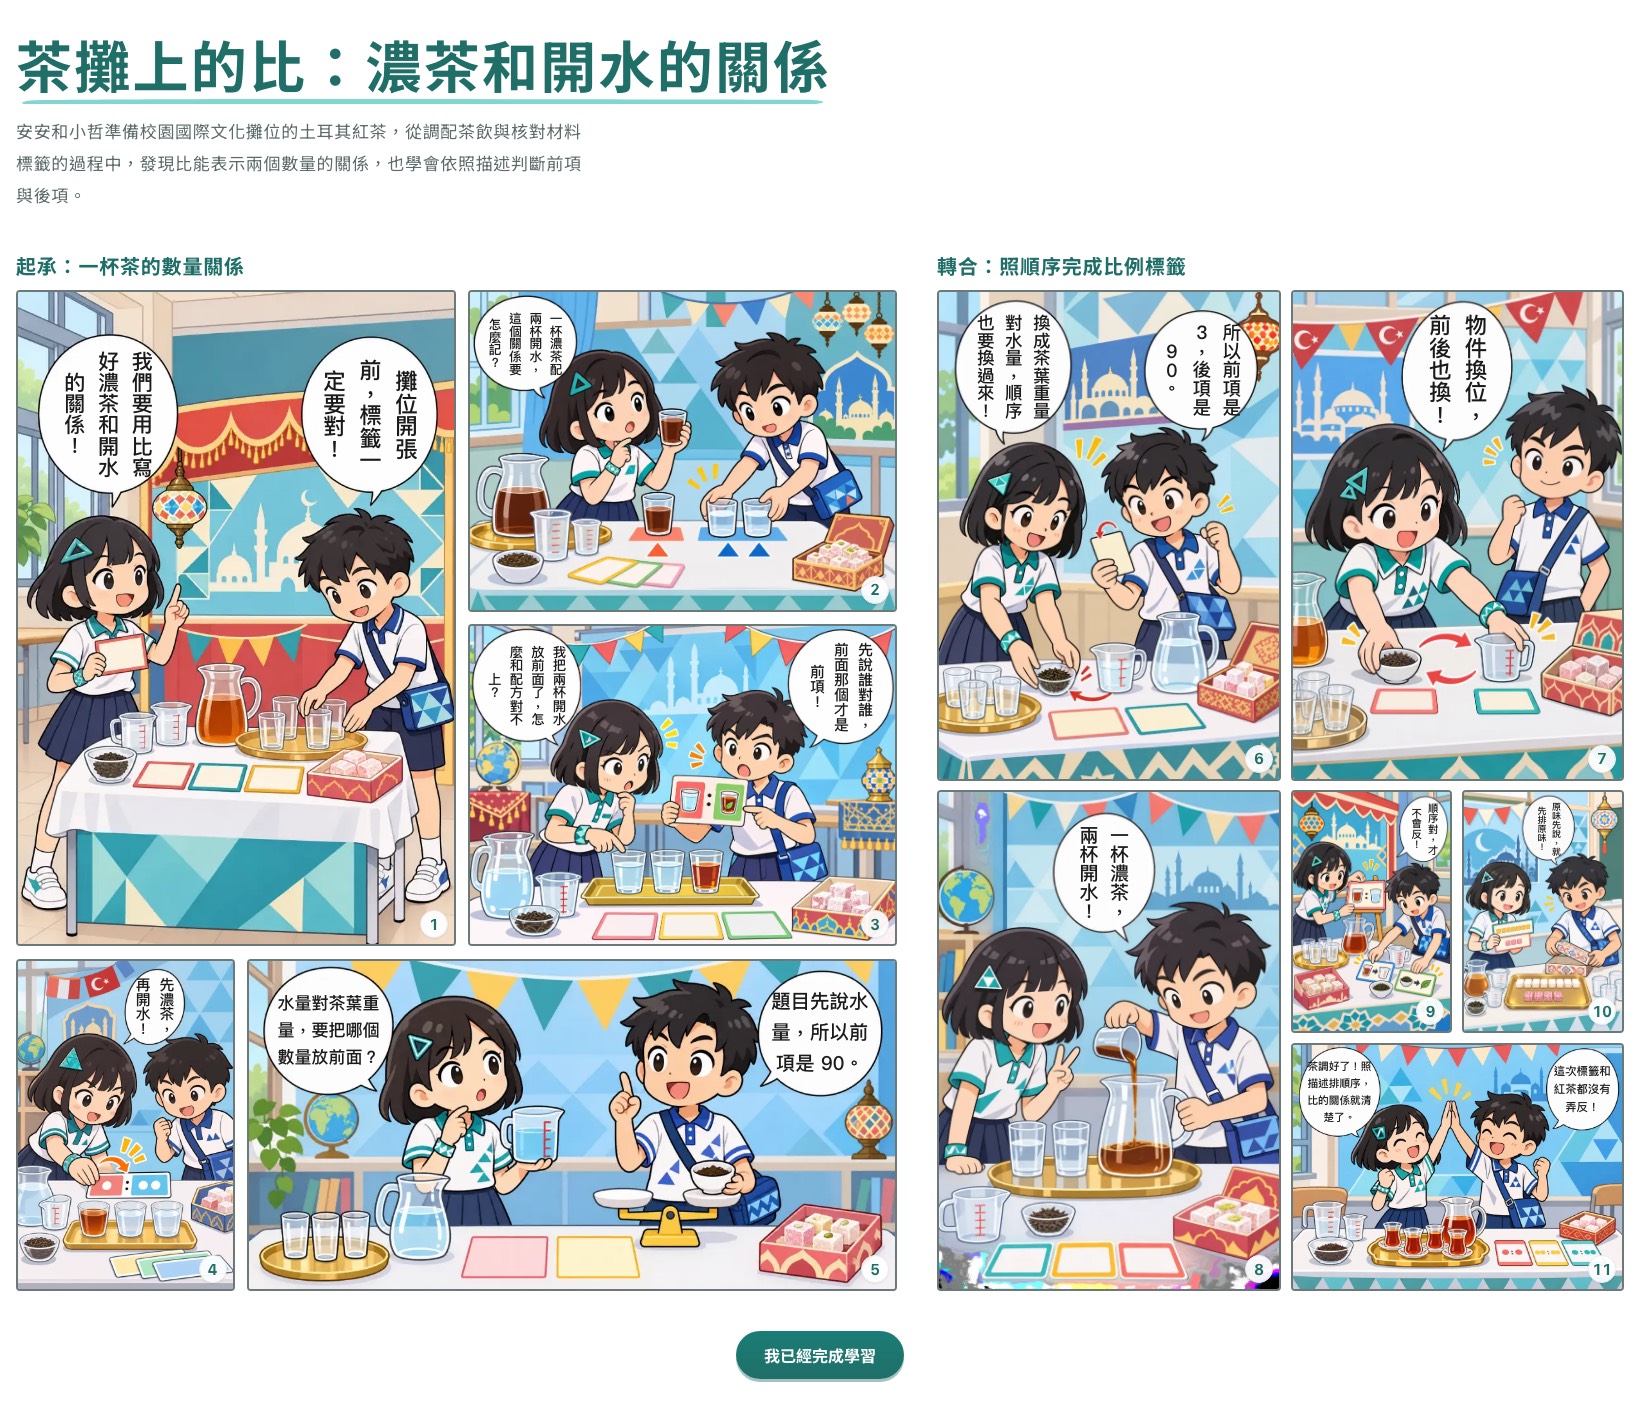 茶攤上的比：濃茶和開水的關係
安安和小哲準備校園國際文化攤位的土耳其紅茶，從調配茶飲與核對材料
標籤的過程中，發現比能表示兩個數量的關係，也學會依照描述判斷前項
與後項。
起承：一杯茶的數量關係
我們要用比寫
好濃茶和開水
的關係！
攤位開張
前，標籤一
定要對！
1
一杯濃茶配
兩杯開水，
這個關係要
怎麼記？
2
我把兩杯開水
放前面了，怎
麼和配方對不
上？
先說誰對誰，
前面那個才是
前項！
3
先濃茶，
再開水！
4
水量對茶葉重
量，要把哪個
數量放前面？
題目先說水
量，所以前
項是 90。
5
轉合：照順序完成比例標籤
換成茶葉重量
對水量，順序
也要換過來！
所以前項是
3，後項是
90。
6
物件換位，
前後也換！
7
一杯濃茶，
兩杯開水！
8
順序對，才
不會反！
9
原味先說，就
先排原味！
10
茶調好了！照
描述排順序，
比的關係就清
楚了。
這次標籤和
紅茶都沒有
弄反！
11
我已經完成學習